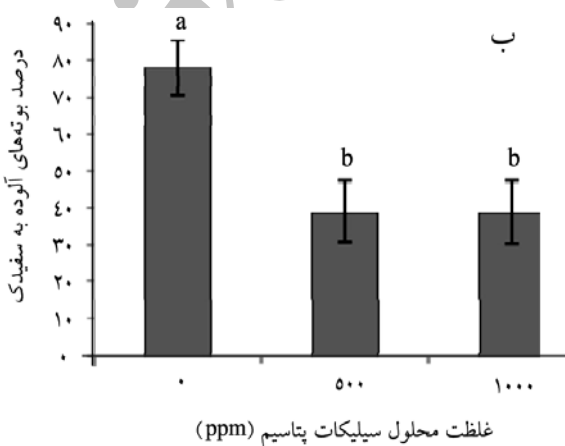 ب
درصد بوته‌های آلوده به سفیدک
۹۰
۸۰
۷۰
۶۰
۵۰
۴۰
۳۰
۲۰
۱۰
۰
a
b
b
۰ ۵۰۰ ۱۰۰۰
غلظت محلول سیلیکات پتاسیم (ppm)